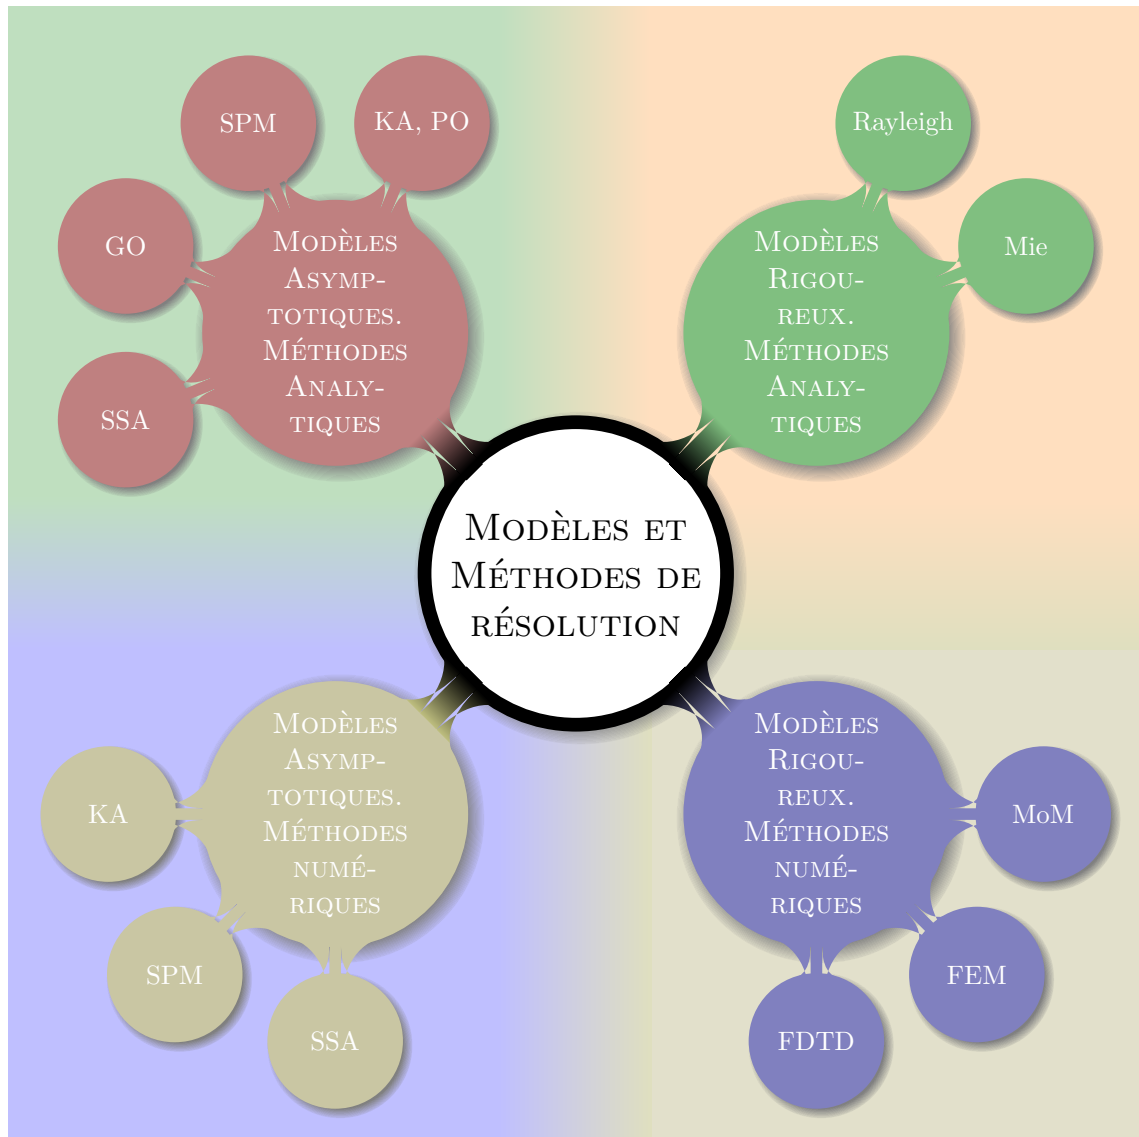 SPM
KA, PO
GO
SSA
Modèles
Asymp-
totiques.
Méthodes
Analy-
tiques
Rayleigh
Mie
Modèles
Rigou-
reux.
Méthodes
Analy-
tiques
Modèles et
Méthodes de
résolution
Modèles
Asymp-
totiques.
Méthodes
numé-
riques
KA
SPM
SSA
Modèles
Rigou-
reux.
Méthodes
numé-
riques
MoM
FEM
FDTD